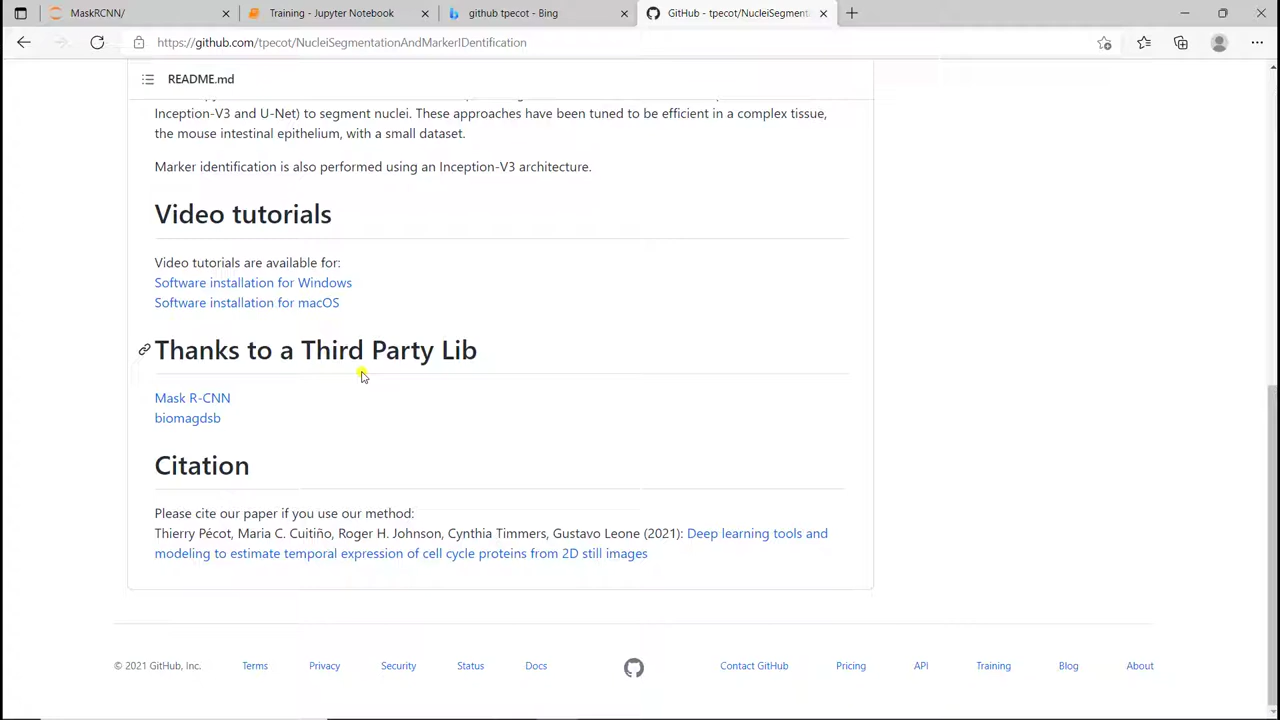 MaskRCNN/
Training - Jupyter Notebook
github tpecot - Bing
GitHub - tpecot/NucleiSegment
https://github.com/tpecot/NucleiSegmentationAndMarkerIDentification
README.md
Inception-V3 and U-Net) to segment nuclei. These approaches have been tuned to be efficient in a complex tissue,
the mouse intestinal epithelium, with a small dataset.
Marker identification is also performed using an Inception-V3 architecture.
Video tutorials
Video tutorials are available for:
Software installation for Windows
Software installation for macOS
Thanks to a Third Party Lib
Mask R-CNN
biomagdsb
Citation
Please cite our paper if you use our method:
Thierry Pécot, Maria C. Cuitiño, Roger H. Johnson, Cynthia Timmers, Gustavo Leone (2021): Deep learning tools and
modeling to estimate temporal expression of cell cycle proteins from 2D still images
© 2021 GitHub, Inc. Terms Privacy Security Status Docs Contact GitHub Pricing API Training Blog About